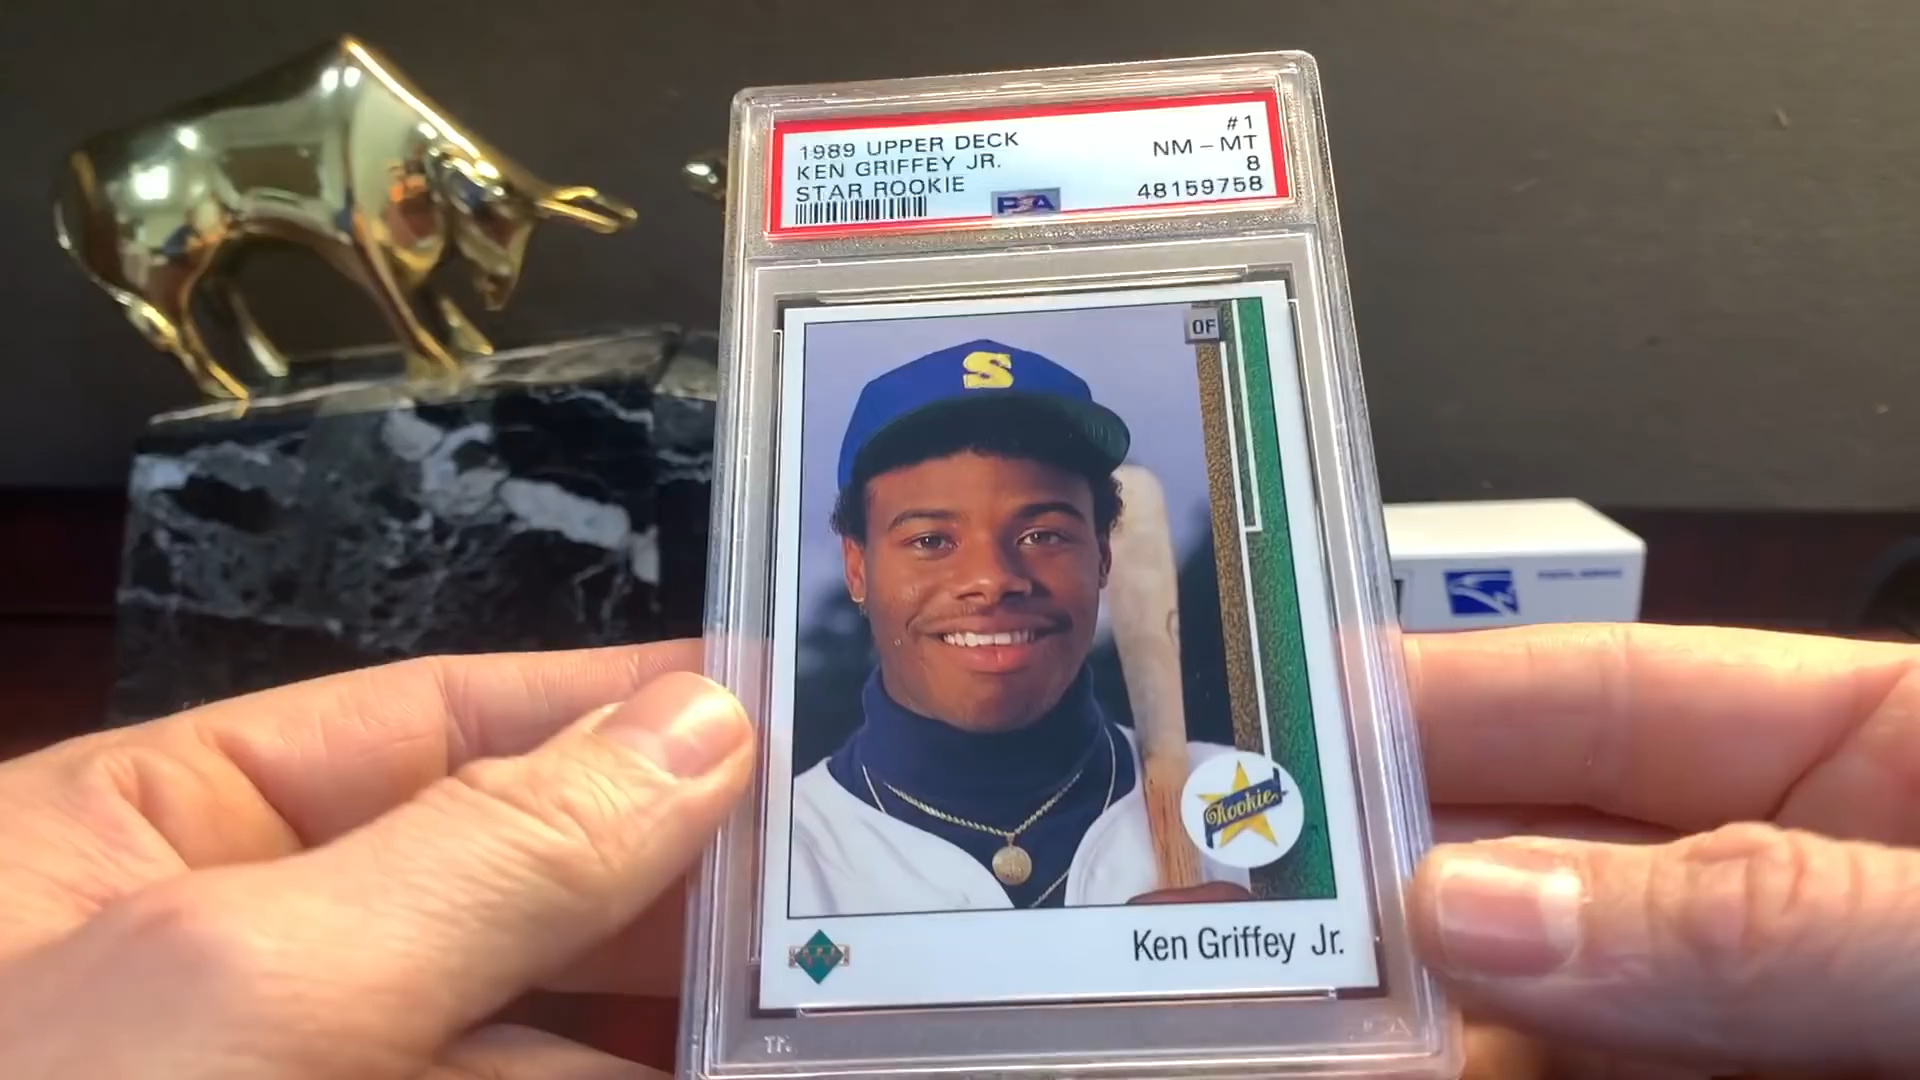 1989 UPPER DECK
KEN GRIFFEY JR.
STAR ROOKIE
#1
NM - MT
8
48159758
PSA
OF
S
Rookie
Ken Griffey Jr.